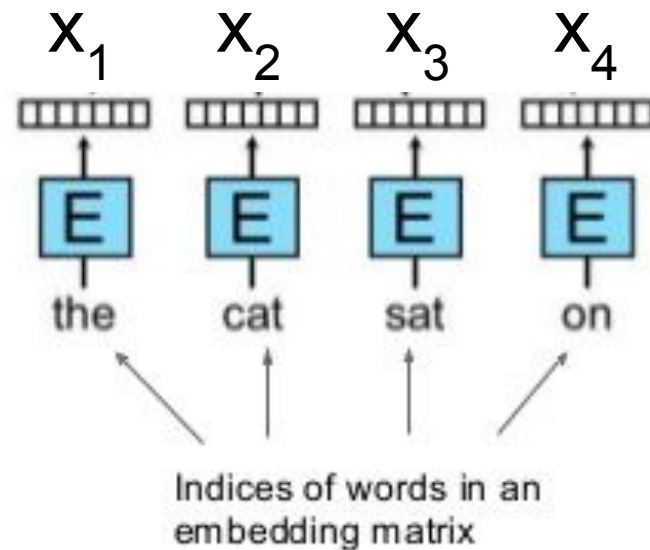 x1 x2 x3 x4
E E E E
the cat sat on
Indices of words in an
embedding matrix